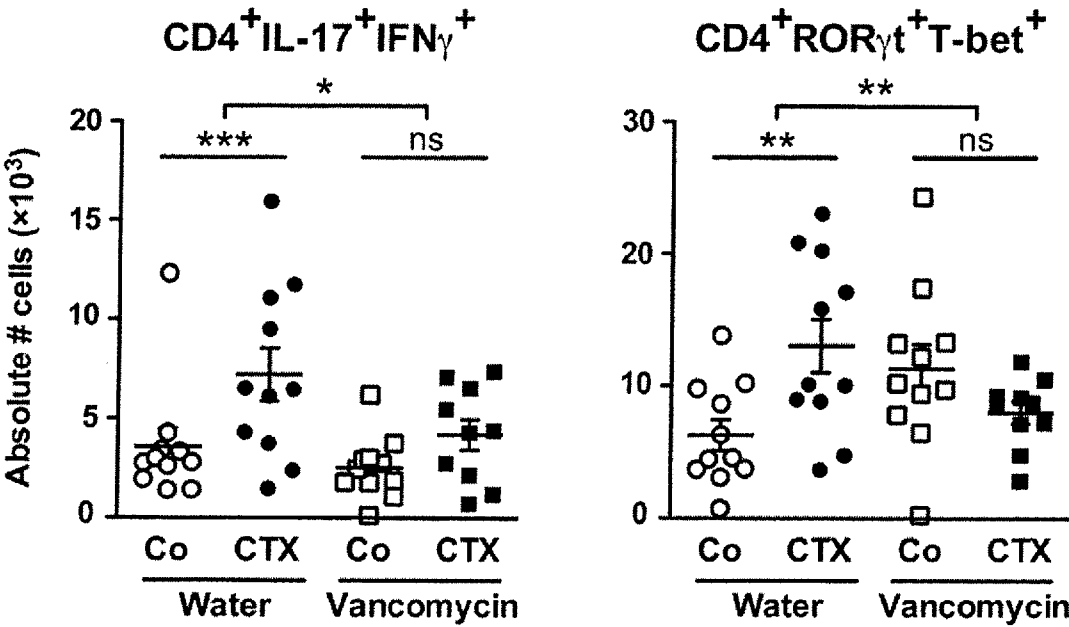 CD4⁺IL-17⁺IFNγ⁺
*
***
ns
20
15
10
5
0
Absolute # cells (×10³)
Co CTX Co CTX
Water Vancomycin
CD4⁺RORγt⁺T-bet⁺
**
**
ns
30
20
10
0
Co CTX Co CTX
Water Vancomycin